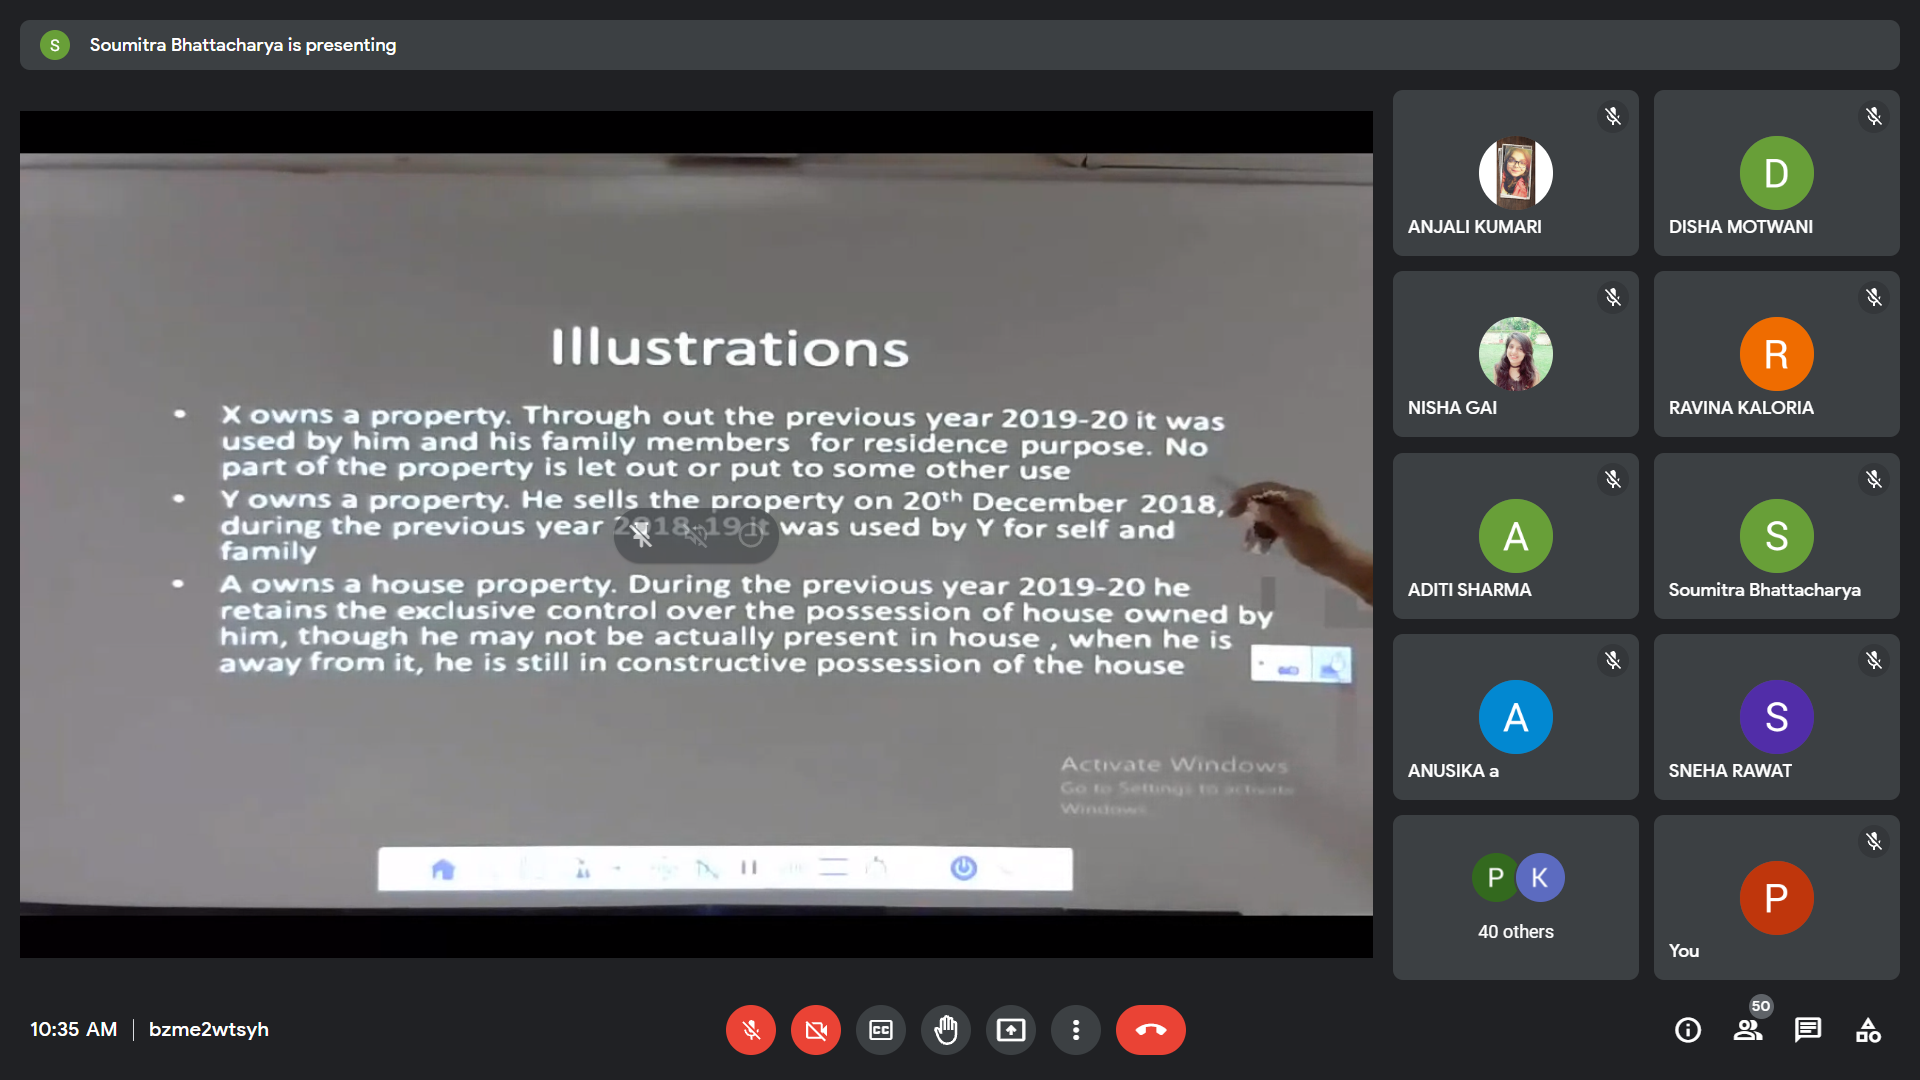 S
Soumitra Bhattacharya is presenting
Illustrations
• X owns a property. Through out the previous year 2019-20 it was
used by him and his family members for residence purpose. No
part of the property is let out or put to some other use
• Y owns a property. He sells the property on 20th December 2018,
during the previous year 2018-19 it was used by Y for self and
family
• A owns a house property. During the previous year 2019-20 he
retains the exclusive control over the possession of house owned by
him, though he may not be actually present in house , when he is
away from it, he is still in constructive possession of the house
Activate Windows
Go to Settings to activate
Windows
ANJALI KUMARI
D
DISHA MOTWANI
NISHA GAI
R
RAVINA KALORIA
A
ADITI SHARMA
S
Soumitra Bhattacharya
A
ANUSIKA a
S
SNEHA RAWAT
P K
40 others
P
You
10:35 AM | bzme2wtsyh
CC
50